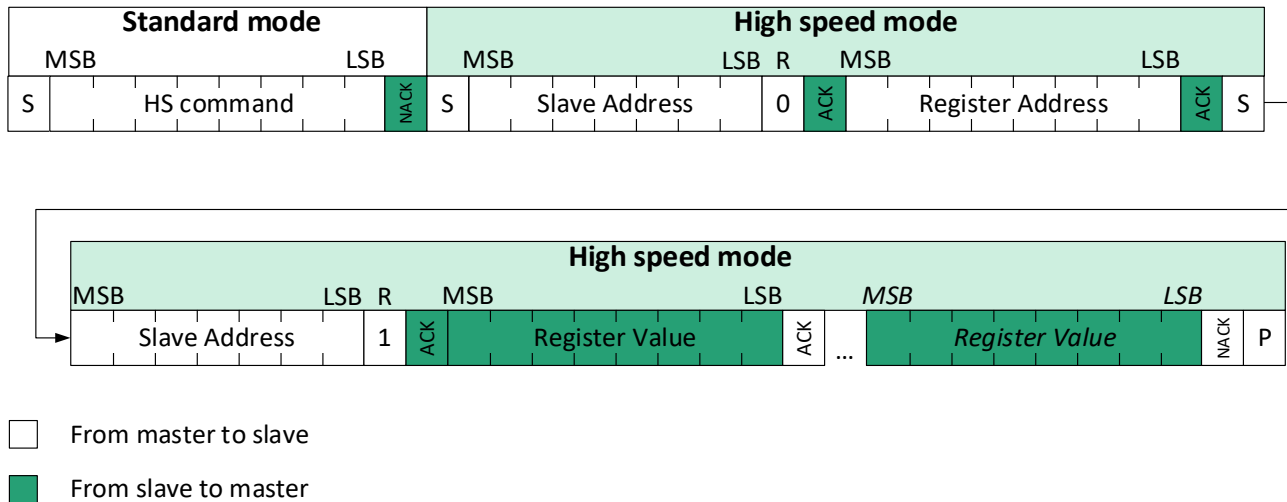 Standard mode High speed mode
MSB LSB MSB LSB R MSB LSB
S HS command NACK S Slave Address 0 ACK Register Address ACK S
High speed mode
MSB LSB R MSB LSB MSB LSB
Slave Address 1 ACK Register Value ACK ... Register Value NACK P
From master to slave
From slave to master